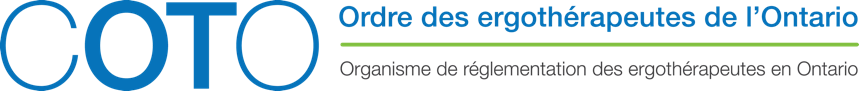 COTO
Ordre des ergothérapeutes de l’Ontario
Organisme de réglementation des ergothérapeutes en Ontario